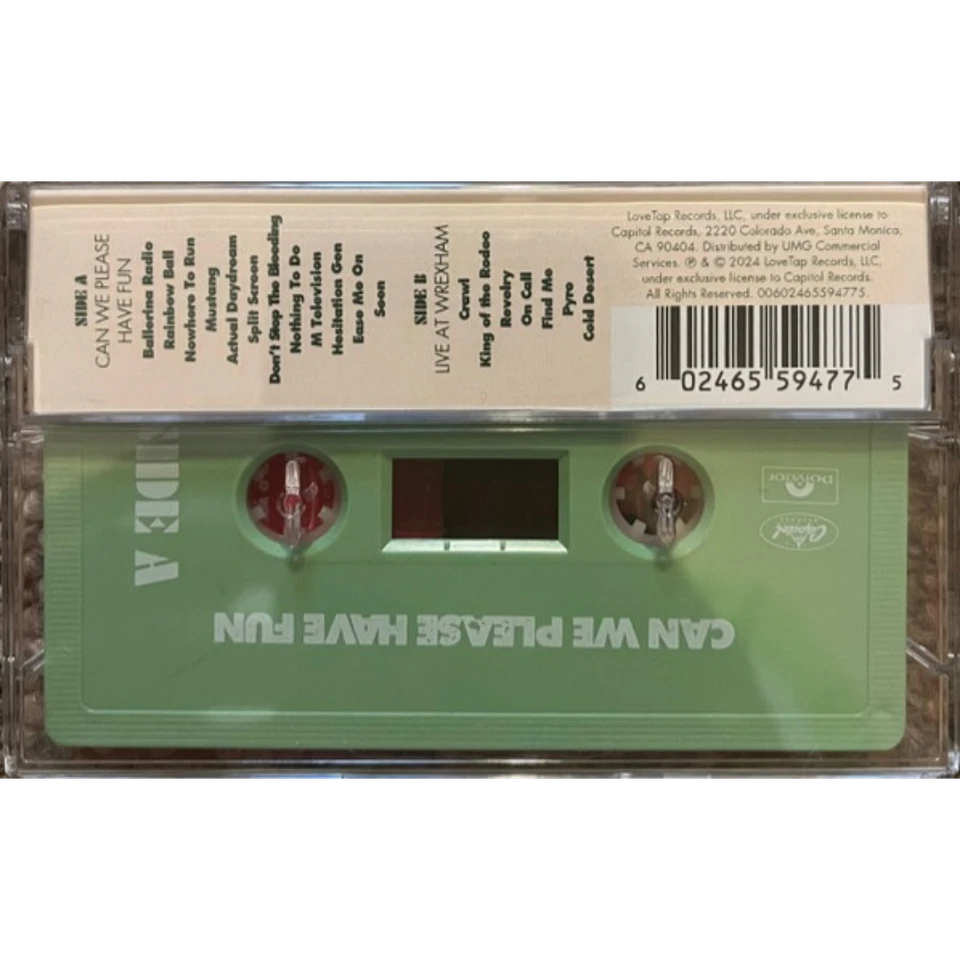 SIDE A
CAN WE PLEASE
HAVE FUN
Ballerina Radio
Rainbow Ball
Nowhere To Run
Mustang
Actual Daydream
Split Screen
Don't Stop The Bleeding
Nothing To Do
M Television
Hesitation Gen
Ease Me On
Seen
SIDE B
LIVE AT WREXHAM
Crawl
King of the Rodeo
Revelry
On Call
Find Me
Pyro
Cold Desert
LoveTap Records, LLC, under exclusive license to
Capitol Records, 2220 Colorado Ave, Santa Monica,
CA 90404. Distributed by UMG Commercial
Services. ℗ & © 2024 LoveTap Records, LLC,
under exclusive license to Capitol Records.
All Rights Reserved. 00602465594775.
6 02465 59477 5
SIDE A
Polydor
Capitol
RECORDS
CAN WE PLEASE HAVE FUN